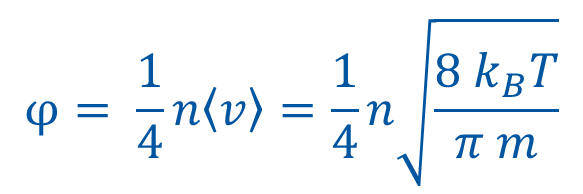 φ = 1/4 n⟨v⟩ = 1/4 n √(8 k_B T / π m)